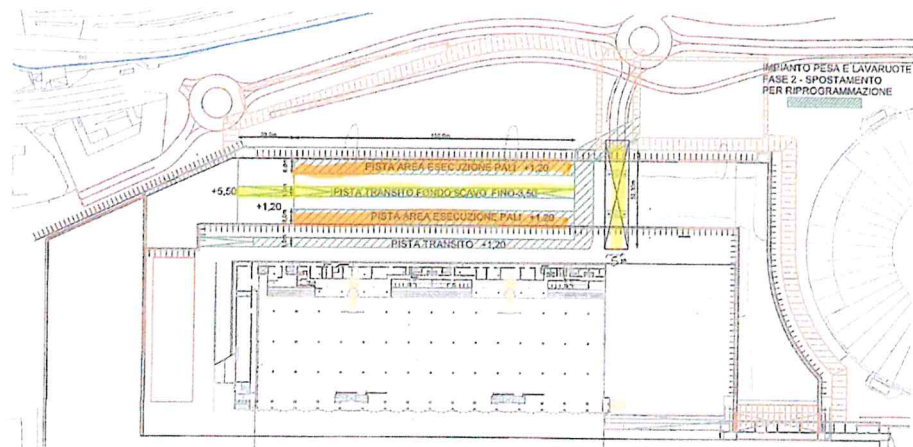 IMPIANTO PESA E LAVARUOTE
FASE 2 - SPOSTAMENTO
PER RIPROGRAMMAZIONE
PISTA AREA ESECUZIONE PALI +1,20
+5,50
PISTA TRANSITO FONDO SCAVO FINO-3,50
+1,20
PISTA AREA ESECUZIONE PALI +1,20
PISTA TRANSITO +1,20